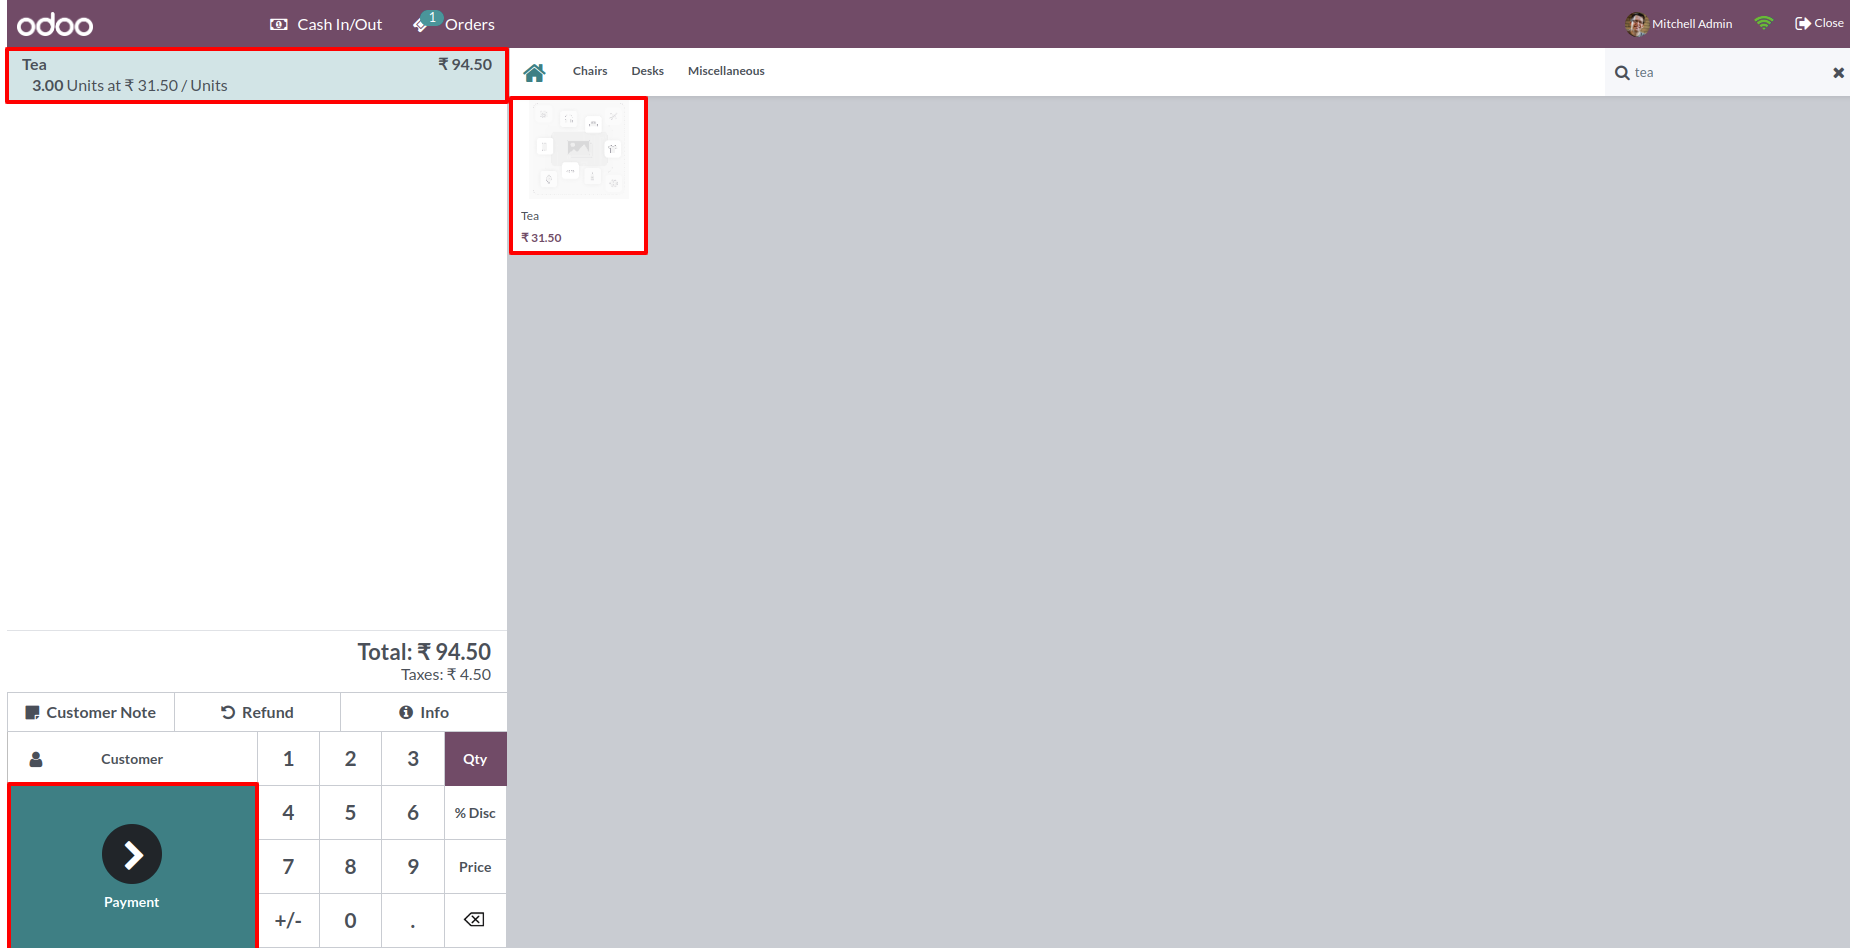 odoo
Cash In/Out
1
Orders
Mitchell Admin
Close
Tea ₹ 94.50
3.00 Units at ₹ 31.50 / Units
Chairs Desks Miscellaneous
tea
Tea
₹ 31.50
Total: ₹ 94.50
Taxes: ₹ 4.50
Customer Note Refund Info
Customer 1 2 3 Qty
4 5 6 % Disc
7 8 9 Price
Payment
+/- 0 .